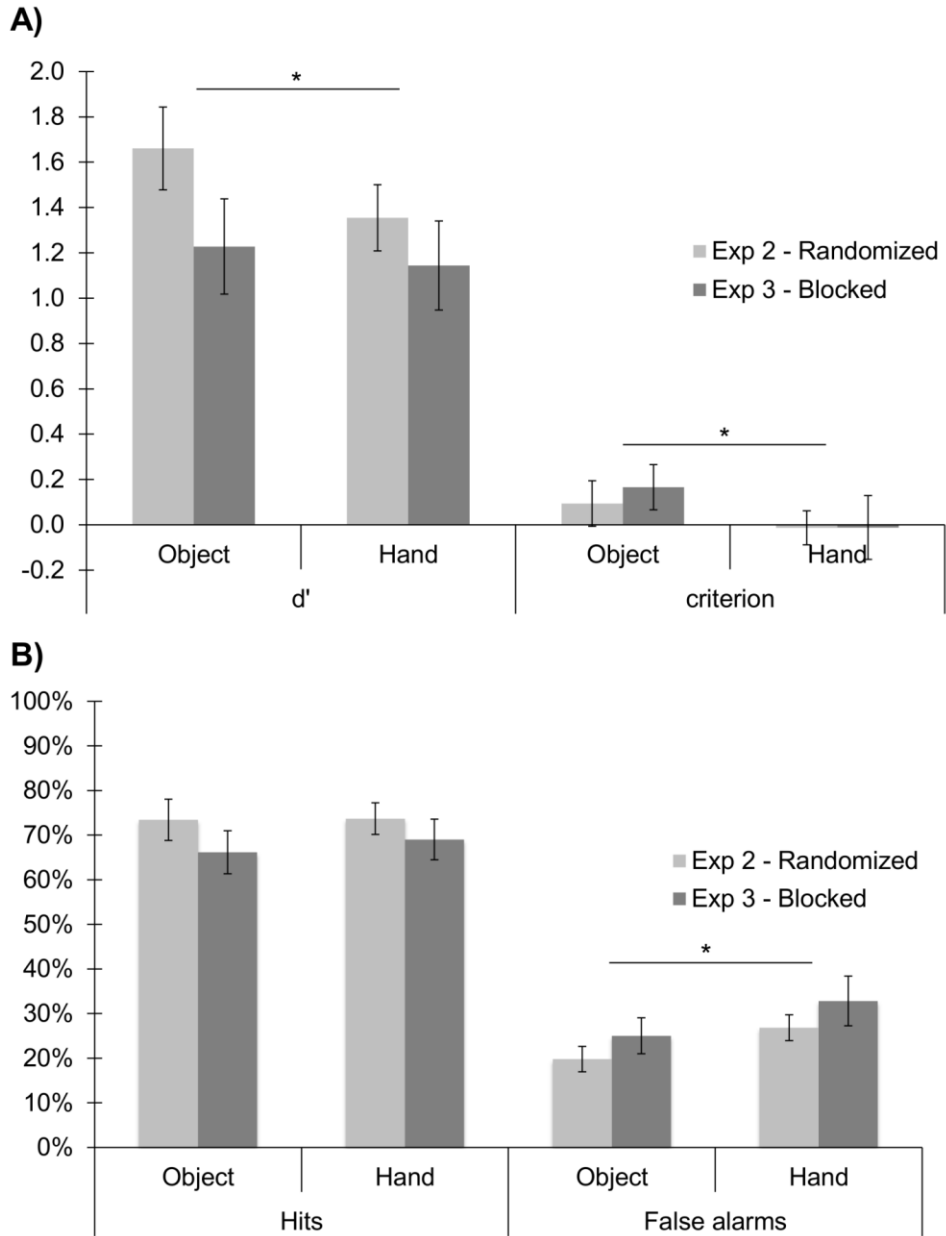 A)
2.0
1.8
1.6
1.4
1.2
1.0
0.8
0.6
0.4
0.2
0.0
-0.2
*
*
Exp 2 - Randomized
Exp 3 - Blocked
Object Hand Object Hand
d' criterion
B)
100%
90%
80%
70%
60%
50%
40%
30%
20%
10%
0%
*
Exp 2 - Randomized
Exp 3 - Blocked
Object Hand Object Hand
Hits False alarms